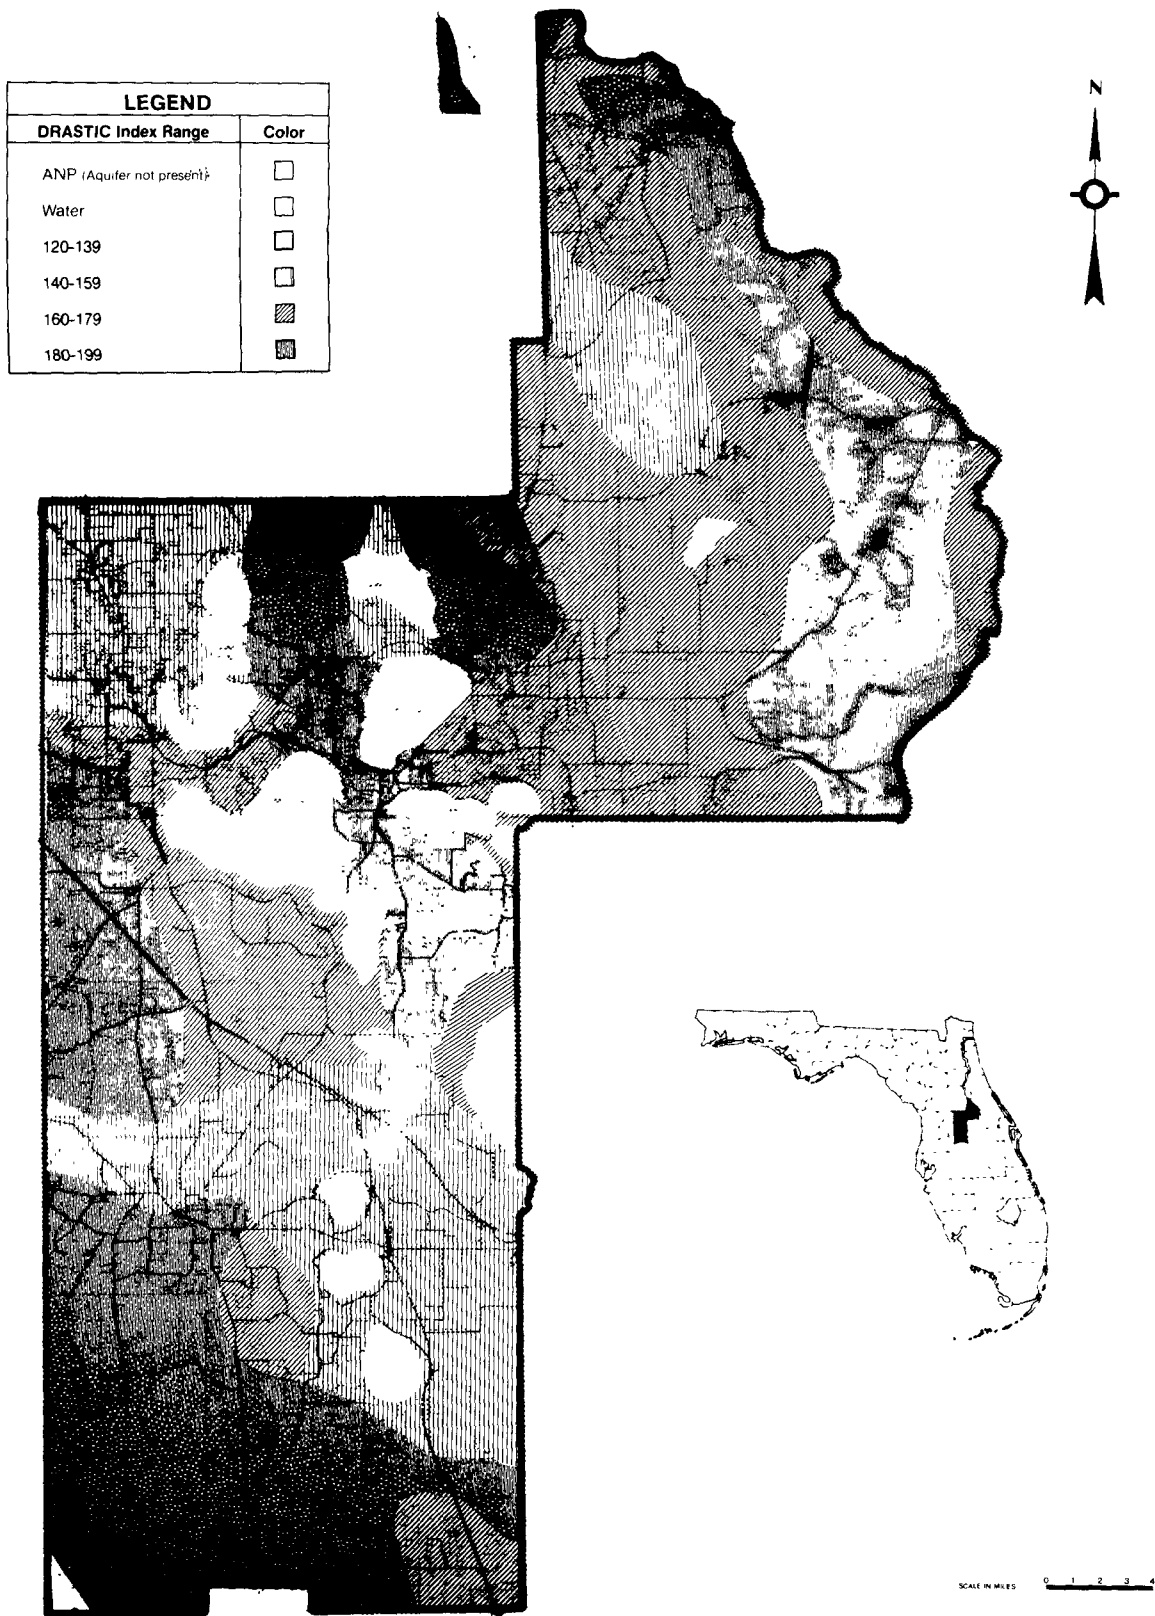 LEGEND
DRASTIC Index Range Color
ANP (Aquifer not present)
Water
120-139
140-159
160-179
180-199
N
SCALE IN MILES 0 1 2 3 4